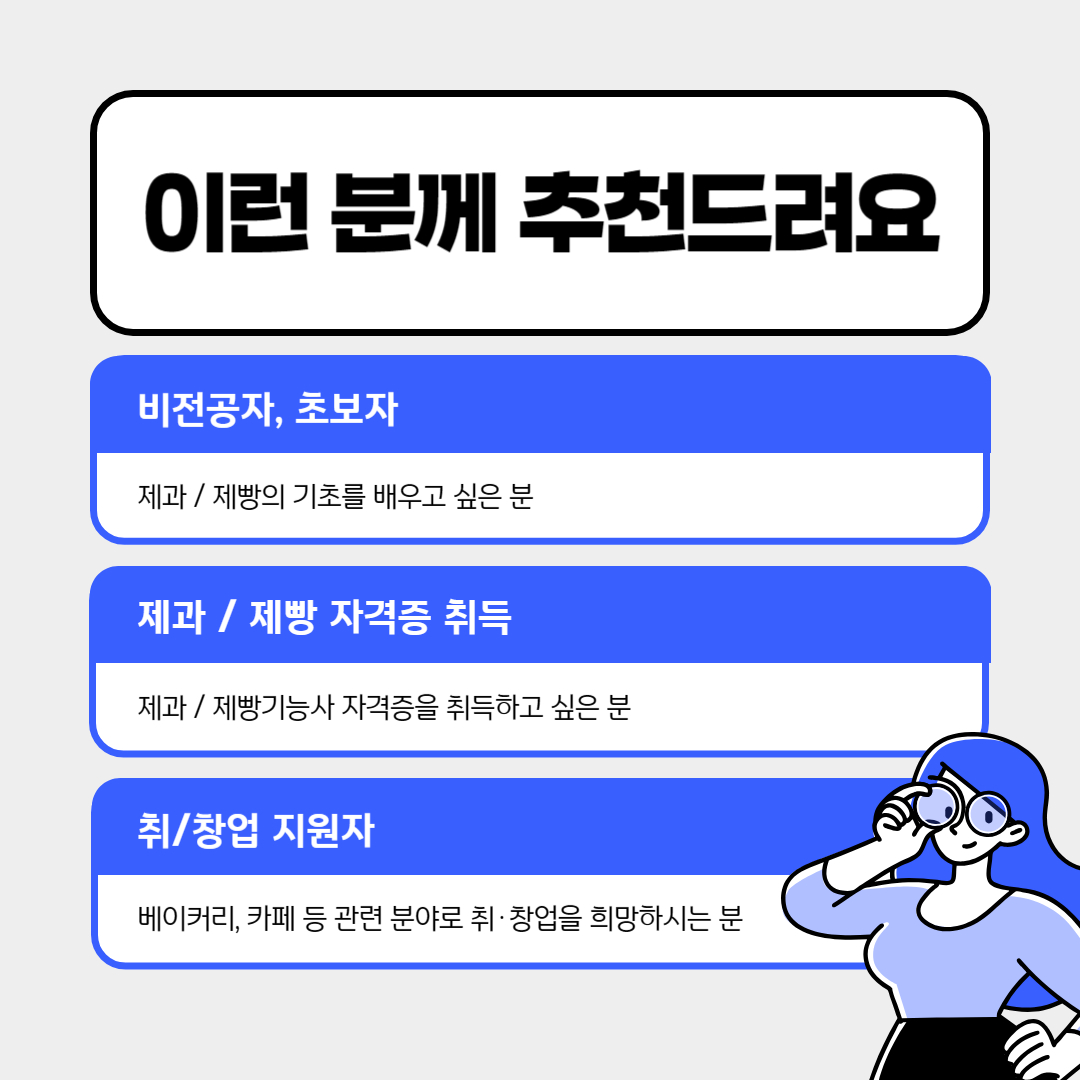 이런 분께 추천드려요
비전공자, 초보자
제과 / 제빵의 기초를 배우고 싶은 분
제과 / 제빵 자격증 취득
제과 / 제빵기능사 자격증을 취득하고 싶은 분
취/창업 지원자
베이커리, 카페 등 관련 분야로 취·창업을 희망하시는 분